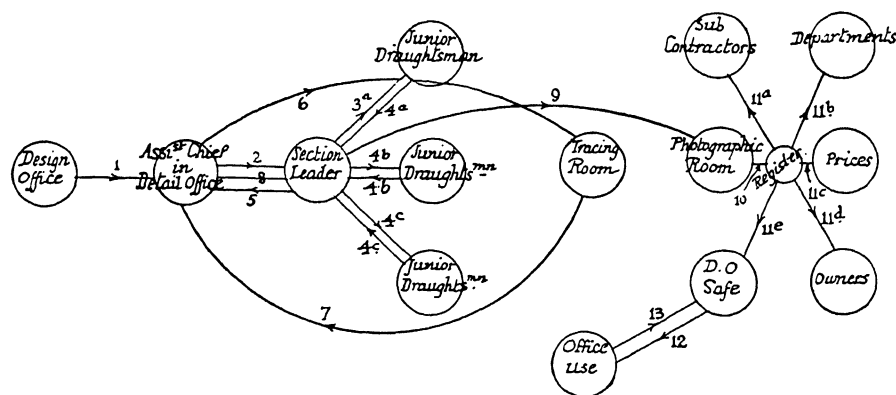 Junior
Draughtsman
Sub
Contractors
Departments
6
3a
4a
9
11a
11b
Design
Office
1
Assist Chief
in
Detail Office
2
8
5
Section
Leader
4b
4b
Junior
Draughtsmn
Tracing
Room
Photographic
Room
10
Register
11c
Prices
4c
4c
Junior
Draughtsmn
11e
11d
D.O
Safe
Owners
7
13
12
Office
Use